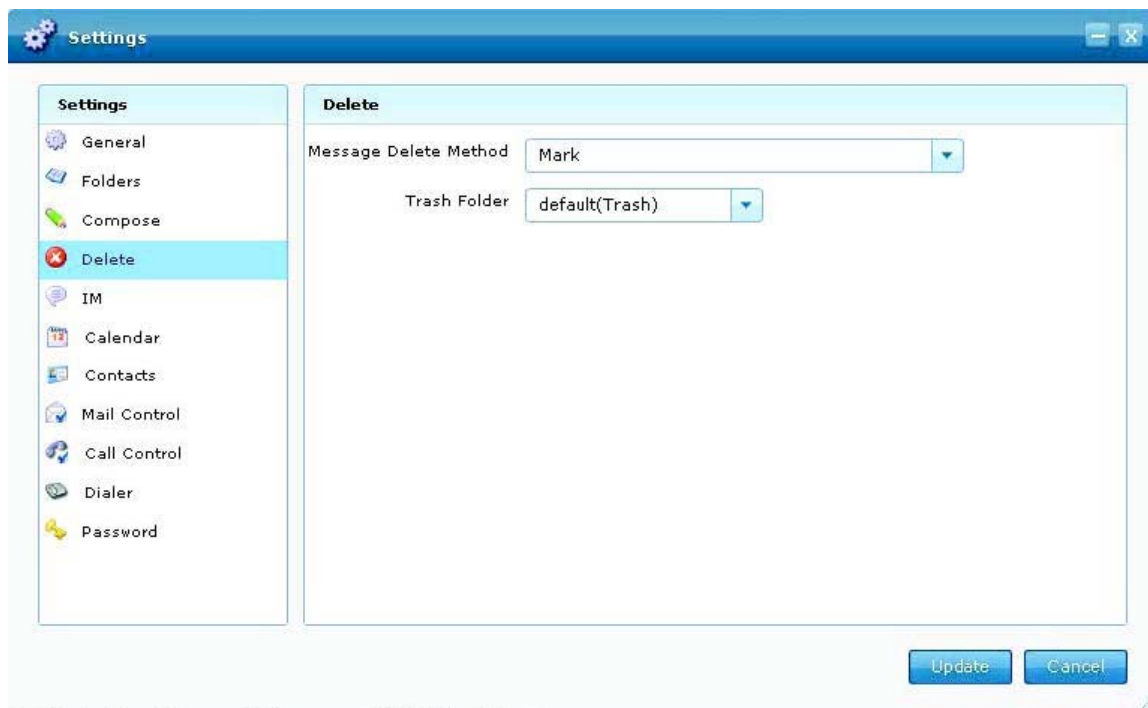 Settings
Settings
General
Folders
Compose
Delete
IM
Calendar
Contacts
Mail Control
Call Control
Dialer
Password
Delete
Message Delete Method Mark
Trash Folder default(Trash)
Update Cancel